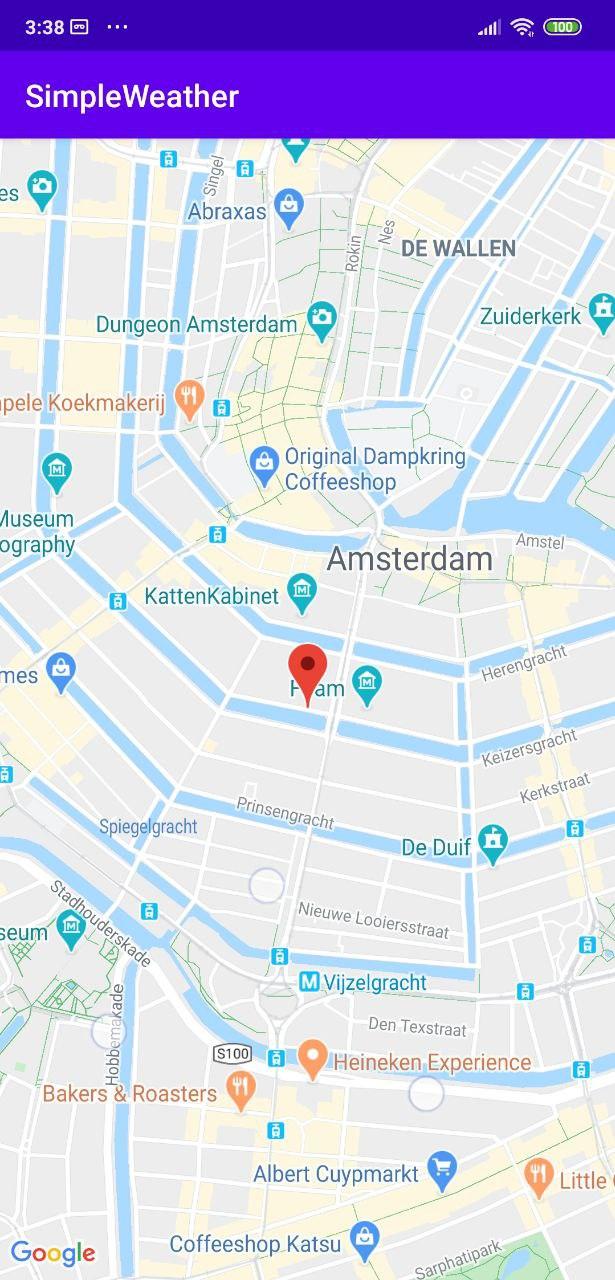 3:38
100
SimpleWeather
Singel
es
Abraxas
Rokin
Nes
DE WALLEN
Dungeon Amsterdam
Zuiderkerk
pele Koekmakerij
Original Dampkring
Coffeeshop
Museum
ography
Amstel
Amsterdam
KattenKabinet
Herengracht
mes
am
Keizersgracht
Kerkstraat
Prinsengracht
Spiegelgracht
De Duif
Stadhouderskade
Nieuwe Looiersstraat
seum
M Vijzelgracht
Hobbemakade
Den Texstraat
S100
Heineken Experience
Bakers & Roasters
Albert Cuypmarkt
Little
Coffeeshop Katsu
Sarphatipark
Google